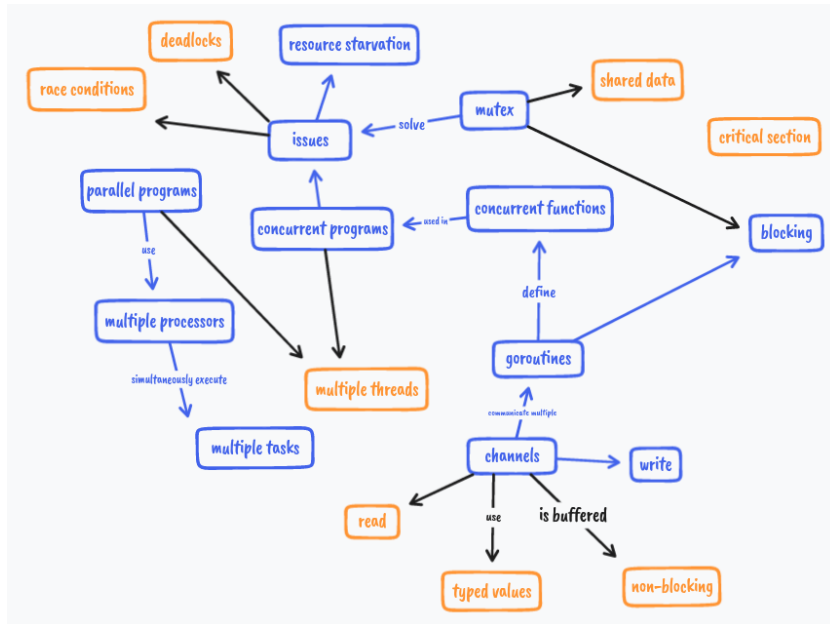 deadlocks
resource starvation
race conditions
shared data
mutex
solve
issues
critical section
parallel programs
concurrent functions
concurrent programs
used in
blocking
use
define
multiple processors
goroutines
simultaneously execute
multiple threads
communicate multiple
multiple tasks
channels
write
read
use
is buffered
typed values
non-blocking